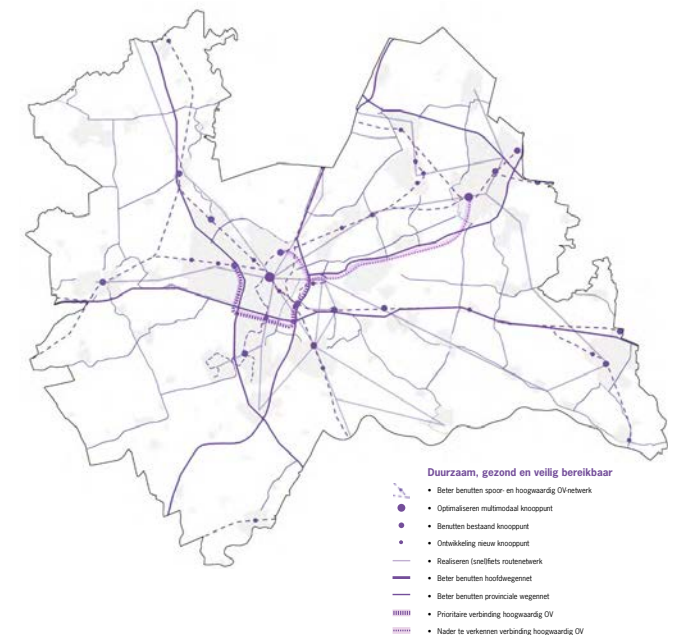 Duurzaam, gezond en veilig bereikbaar
• Beter benutten spoor- en hoogwaardig OV-netwerk
• Optimaliseren multimodaal knooppunt
• Benutten bestaand knooppunt
• Ontwikkeling nieuw knooppunt
• Realiseren (snel)fiets routenetwerk
• Beter benutten hoofdwegennet
• Beter benutten provinciale wegennet
• Prioritaire verbinding hoogwaardig OV
• Nader te verkennen verbinding hoogwaardig OV